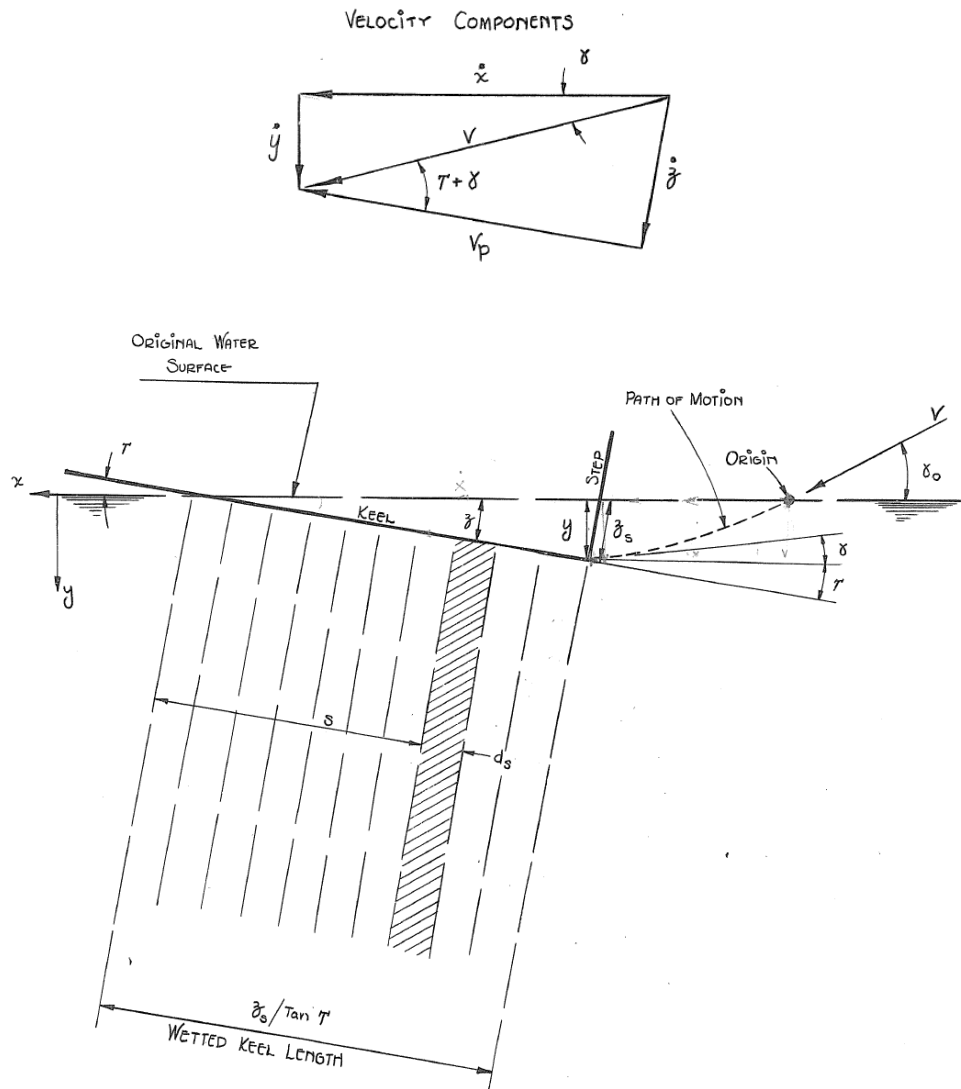 VELOCITY COMPONENTS
ẋ
γ
ẏ
V
τ + γ
ż
Vp
ORIGINAL WATER
SURFACE
PATH OF MOTION
V
τ
STEP
ORIGIN
γ₀
x
KEEL
z
y
zₛ
γ
τ
y
s
dₛ
zₛ/Tan τ
WETTED KEEL LENGTH